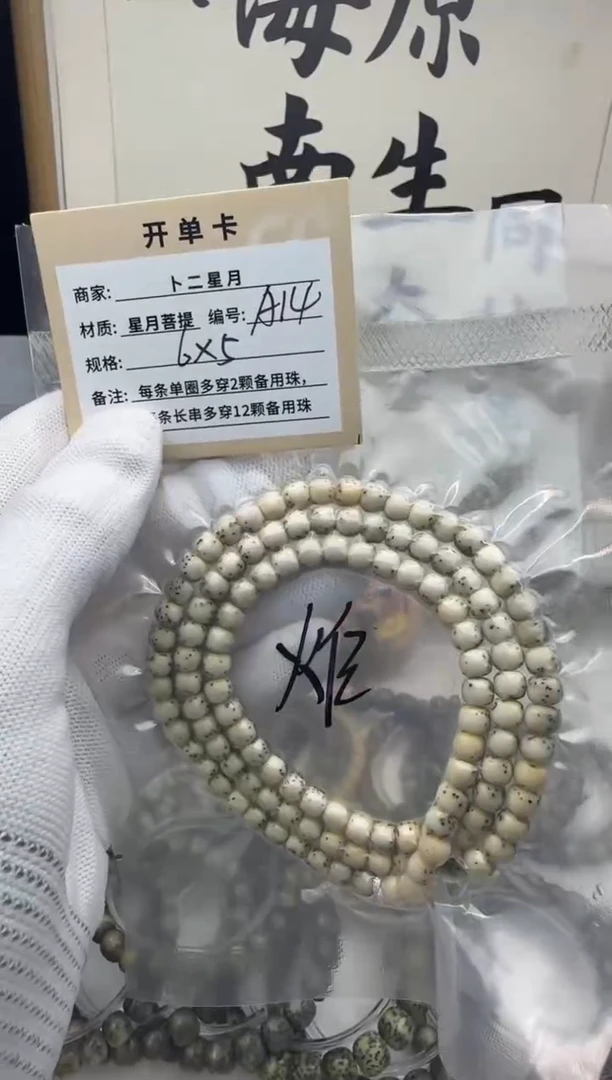 海原
南生
开单卡
商家: 卜二星月
材质: 星月菩提 编号: A14
规格: 6X5
备注: 每条单圈多穿2颗备用珠,
条长串多穿12颗备用珠